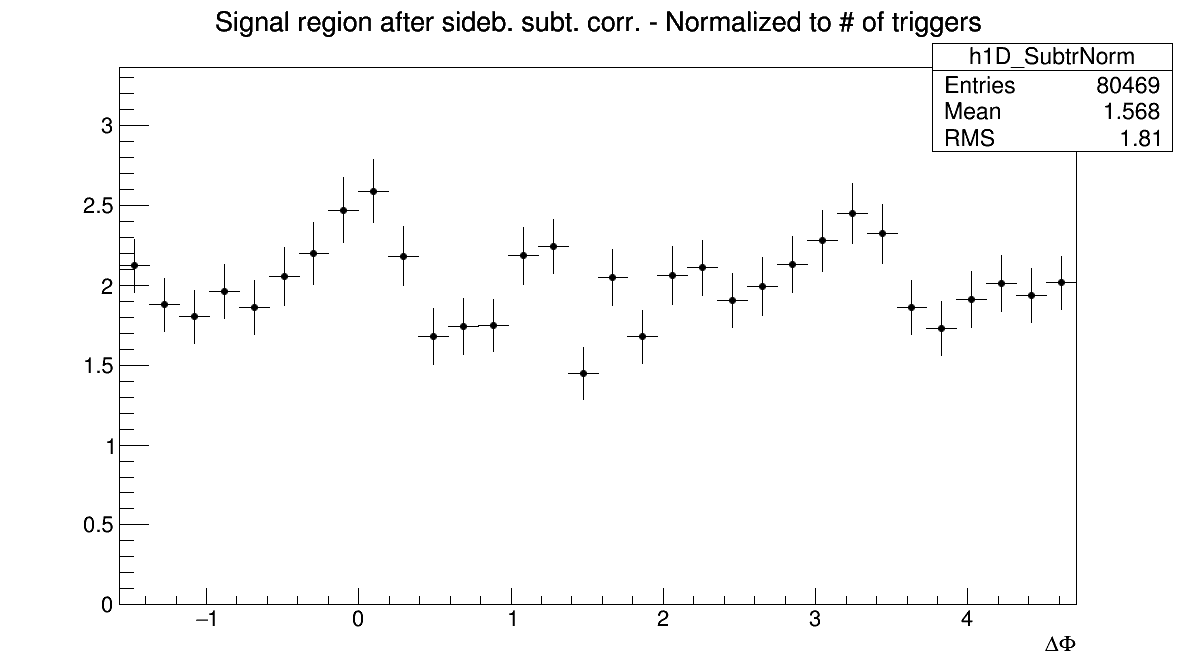 Signal region after sideb. subt. corr. - Normalized to # of triggers
h1D_SubtrNorm
Entries 80469
Mean 1.568
RMS 1.81
3
2.5
2
1.5
1
0.5
0
−1 0 1 2 3 4
ΔΦ